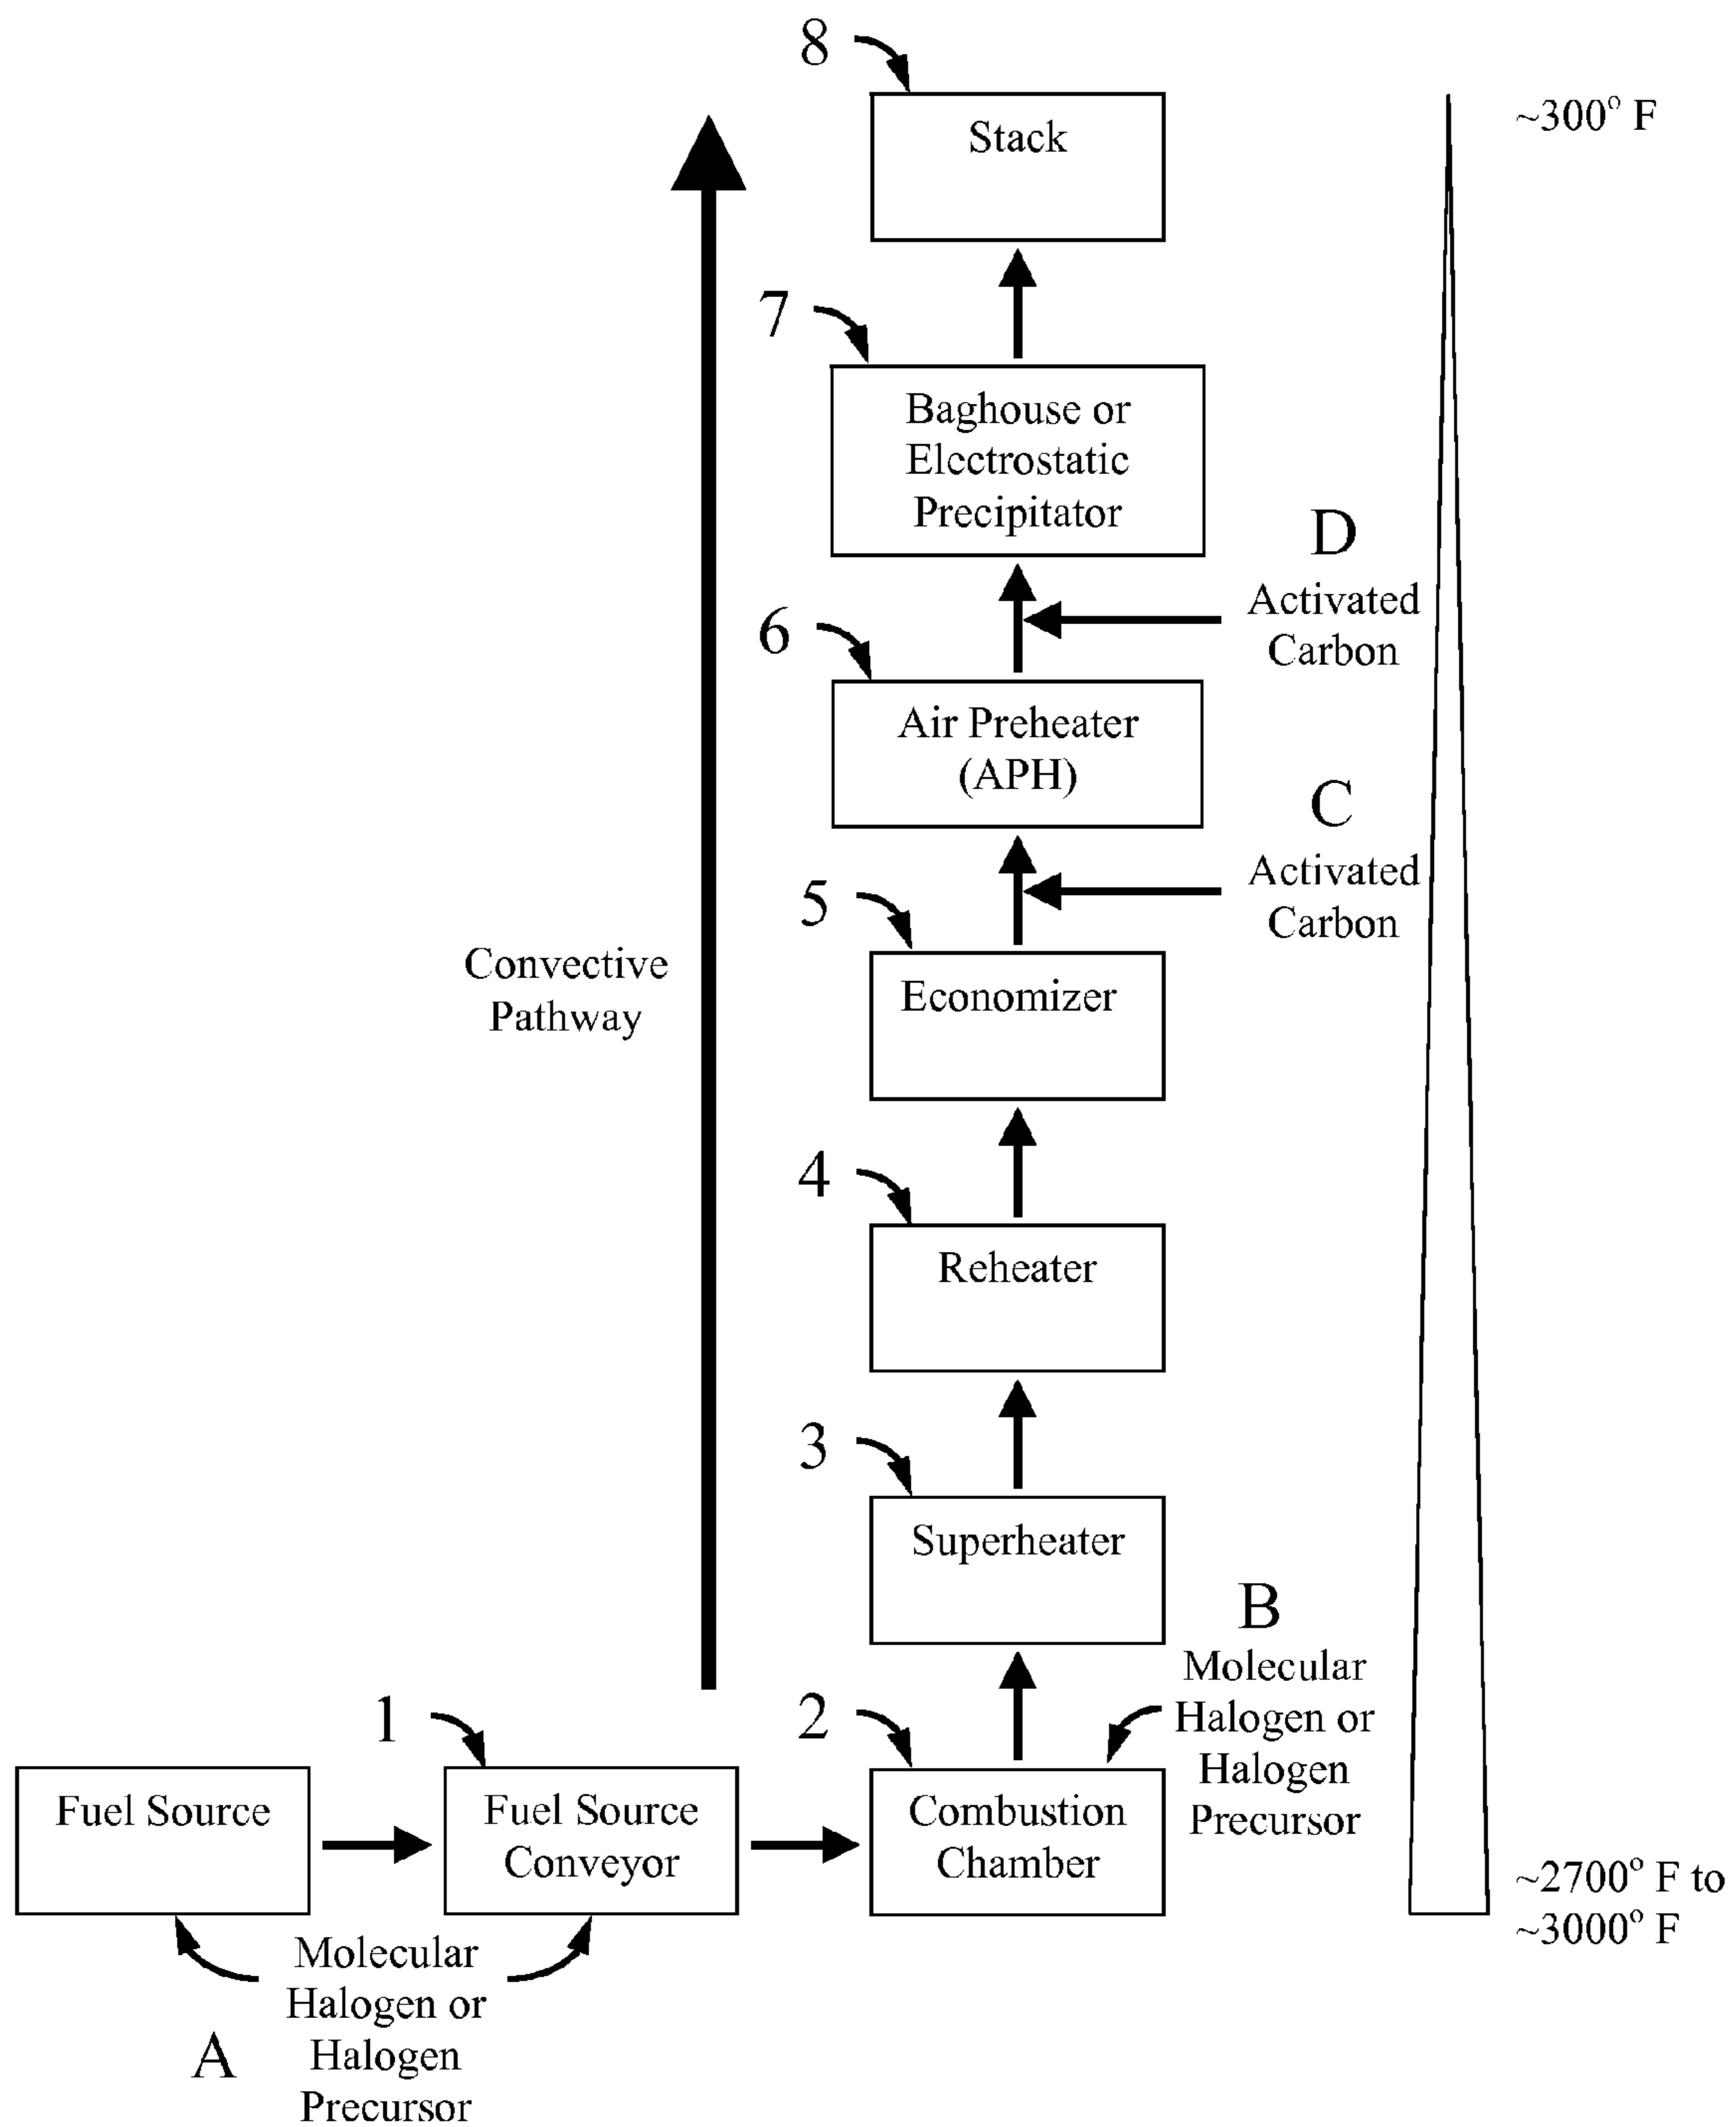 8
Stack
~300° F
7
Baghouse or
Electrostatic
Precipitator
D
Activated
Carbon
6
Air Preheater
(APH)
C
Activated
Carbon
5
Economizer
Convective
Pathway
4
Reheater
3
Superheater
B
Molecular
Halogen or
Halogen
Precursor
1
2
Fuel Source
Fuel Source
Conveyor
Combustion
Chamber
~2700° F to
~3000° F
A
Molecular
Halogen or
Halogen
Precursor